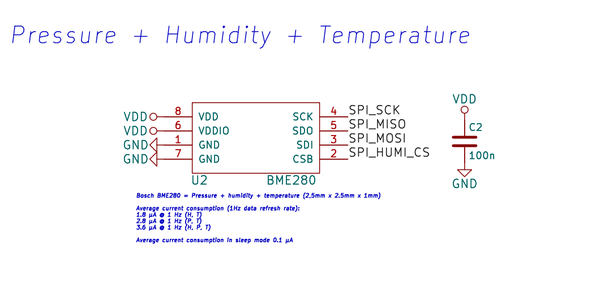 Pressure + Humidity + Temperature
VDD 8 VDD SCK 4 SPI_SCK
VDD 6 VDDIO SDO 5 SPI_MISO
GND 1 GND SDI 3 SPI_MOSI
GND 7 GND CSB 2 SPI_HUMI_CS
U2 BME280
VDD
C2
100n
GND
Bosch BME280 = Pressure + humidity + temperature (2,5mm x 2.5mm x 1mm)
Average current consumption (1Hz data refresh rate):
1.8 µA @ 1 Hz (H, T)
2.8 µA @ 1 Hz (P, T)
3.6 µA @ 1 Hz (H, P, T)
Average current consumption in sleep mode 0.1 µA